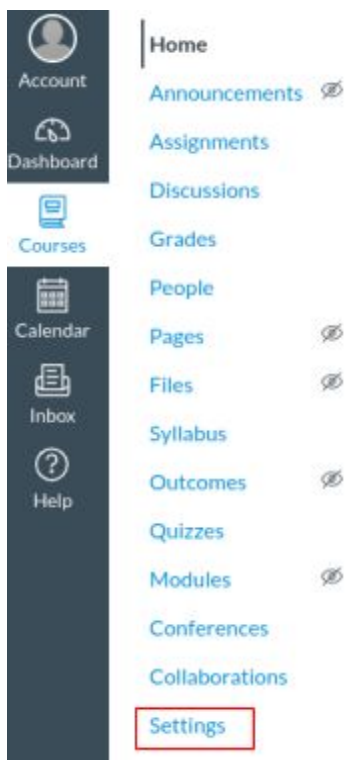 Account
Dashboard
Courses
Calendar
Inbox
Help
Home
Announcements
Assignments
Discussions
Grades
People
Pages
Files
Syllabus
Outcomes
Quizzes
Modules
Conferences
Collaborations
Settings